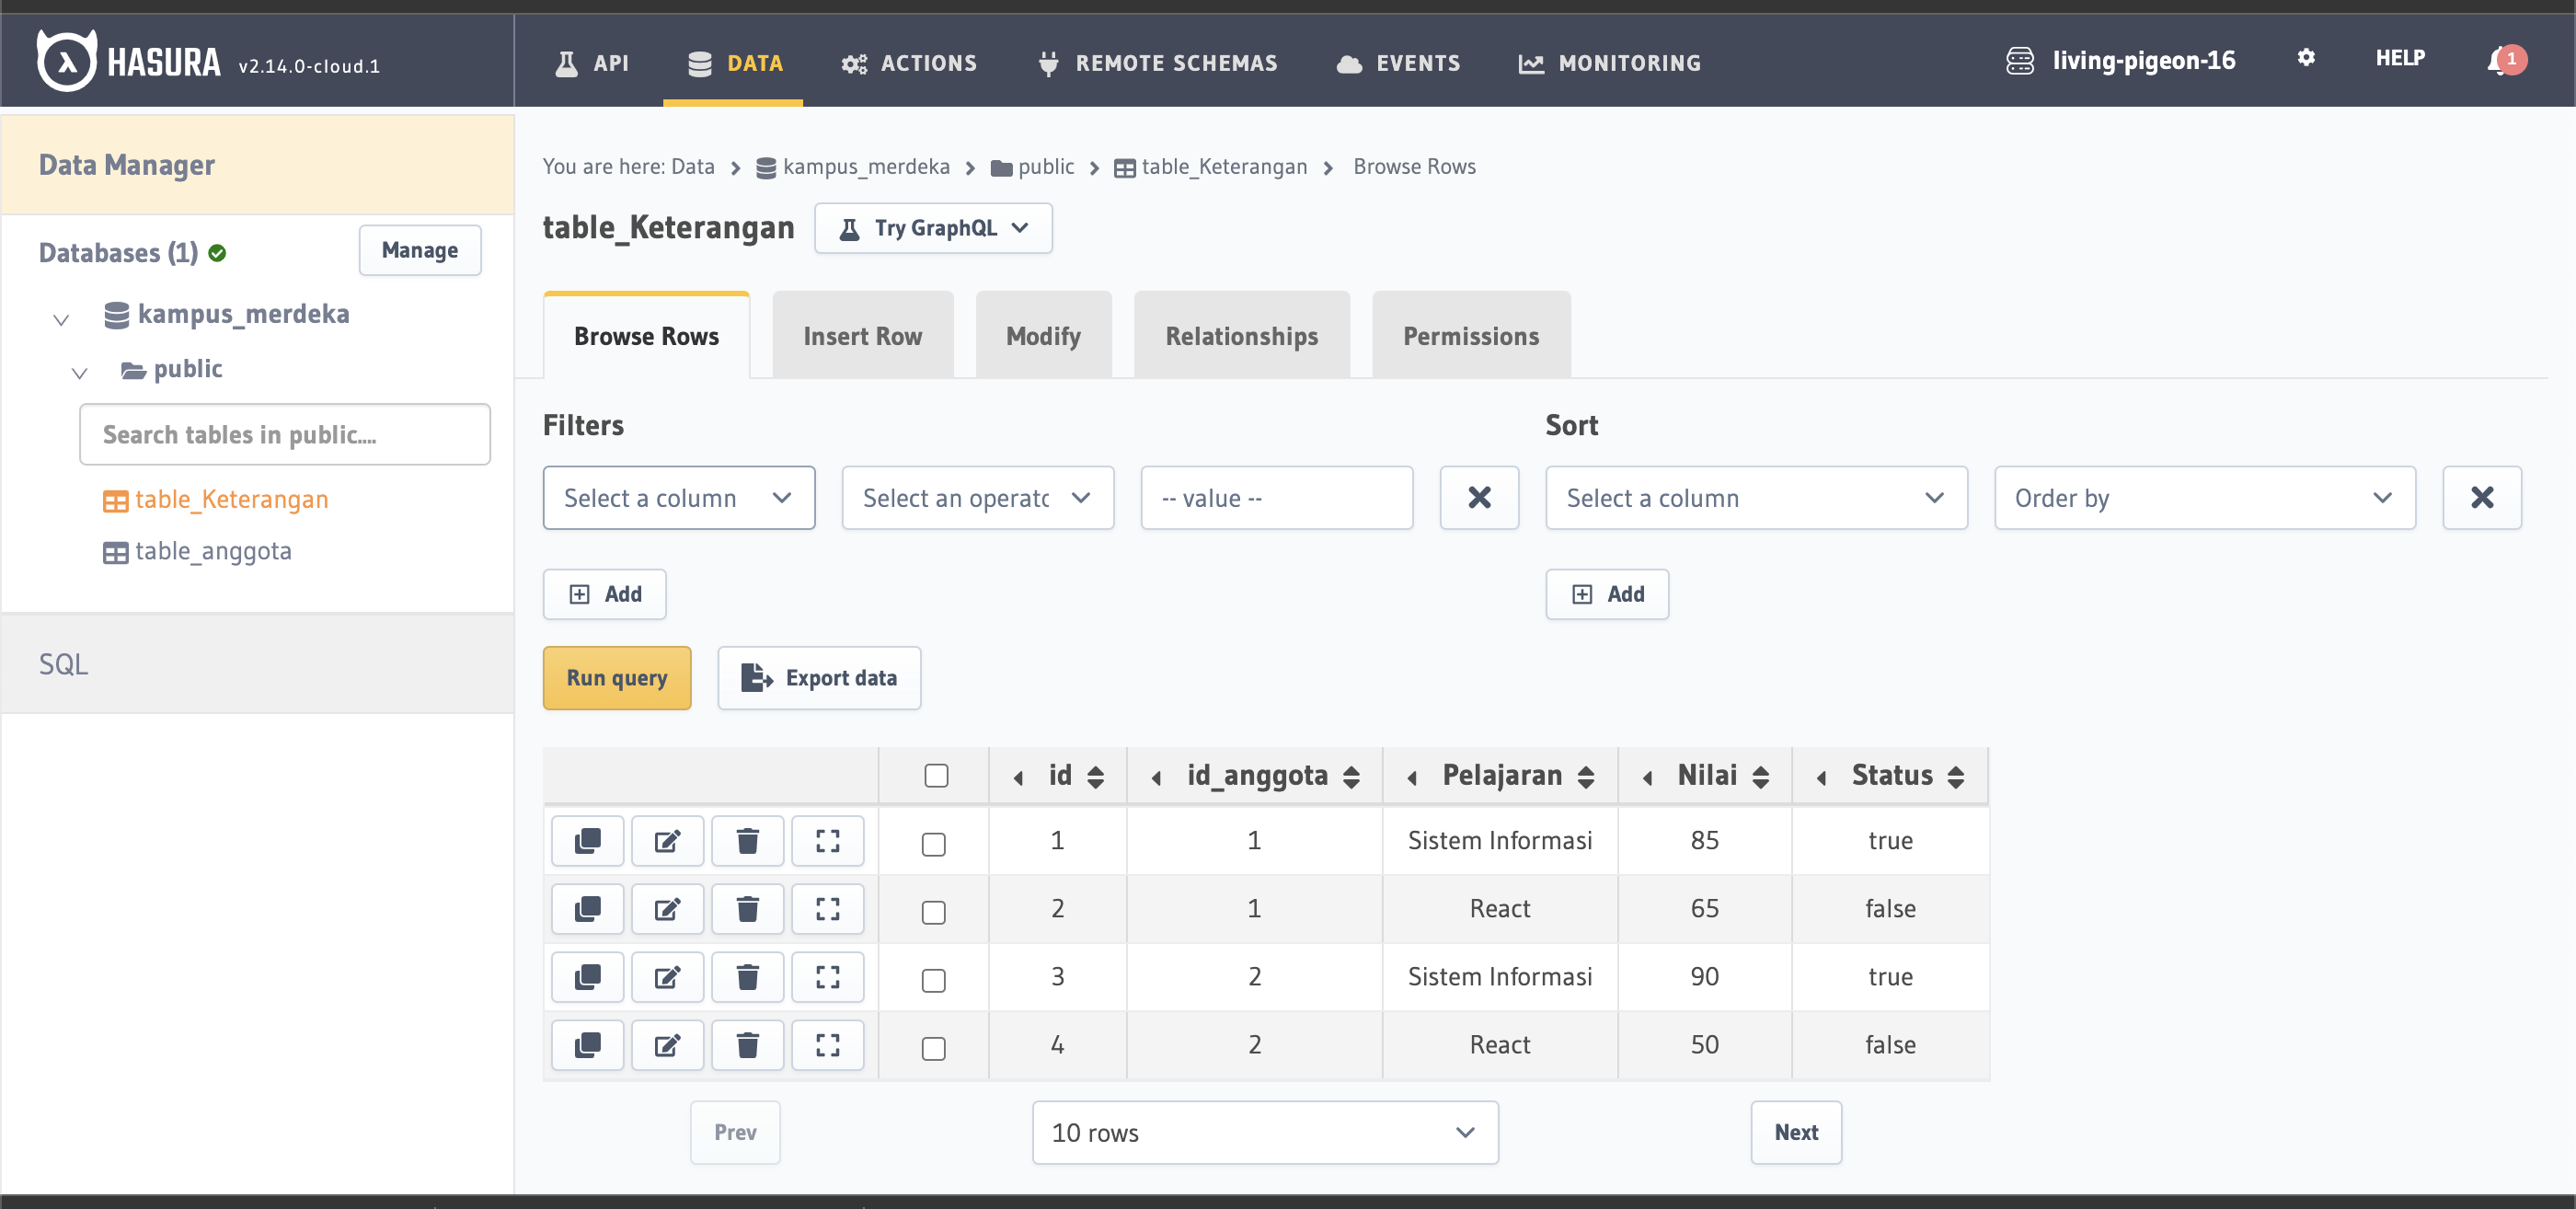 HASURA v2.14.0-cloud.1 API DATA ACTIONS REMOTE SCHEMAS EVENTS MONITORING living-pigeon-16 HELP 1
Data Manager
Databases (1) Manage
kampus_merdeka
public
Search tables in public....
table_Keterangan
table_anggota
SQL
You are here: Data kampus_merdeka public table_Keterangan Browse Rows
table_Keterangan Try GraphQL
Browse Rows Insert Row Modify Relationships Permissions
Filters Sort
Select a column Select an operatc -- value -- Select a column Order by
Add Add
Run query Export data
id id_anggota Pelajaran Nilai Status
1 1 Sistem Informasi 85 true
2 1 React 65 false
3 2 Sistem Informasi 90 true
4 2 React 50 false
Prev 10 rows Next